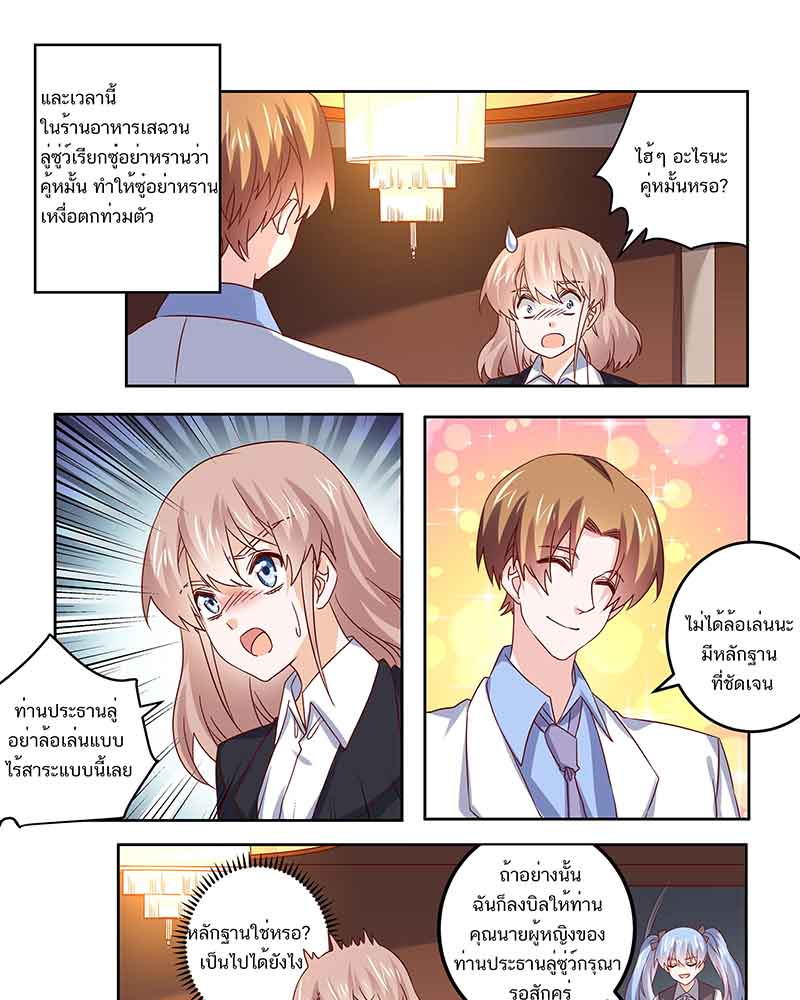 และเวลานี้
ในร้านอาหารเสฉวน
ลู่ซู่ว์เรียกซู๋อย่าหรานว่า
คู้หมั้น ทำให้ซู๋อย่าหราน
เหงื่อตกท่วมตัว
ไฮ้ๆ อะไรนะ
คู่หมั้นหรอ?
ท่านประธานลู่
อย่าล้อเล่นแบบ
ไร้สาระแบบนี้เลย
ไม่ได้ล้อเล่นนะ
มีหลักฐาน
ที่ชัดเจน
หลักฐานใช่หรอ?
เป็นไปได้ยังไง
ถ้าอย่างนั้น
ฉันก็ลงบิลให้ท่าน
คุณนายผู้หญิงของ
ท่านประธานลู่ซู่ว์กรุณา
รอสักครู่